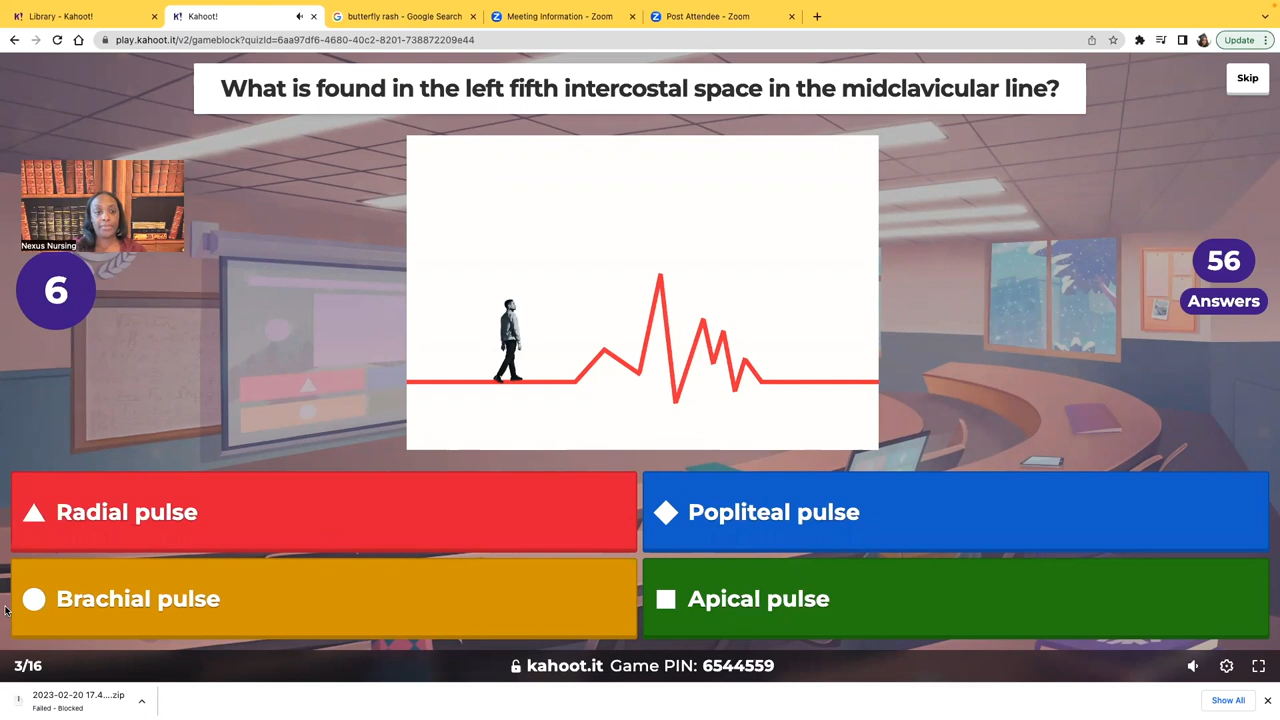 Library - Kahoot!
Kahoot!
butterfly rash - Google Search
Meeting Information - Zoom
Post Attendee - Zoom
play.kahoot.it/v2/gameblock?quizId=6aa97df6-4680-40c2-8201-738872209e44
Update
What is found in the left fifth intercostal space in the midclavicular line?
Skip
Nexus Nursing
6
56
Answers
Radial pulse
Popliteal pulse
Brachial pulse
Apical pulse
3/16
kahoot.it Game PIN: 6544559
2023-02-20 17.4....zip
Failed - Blocked
Show All